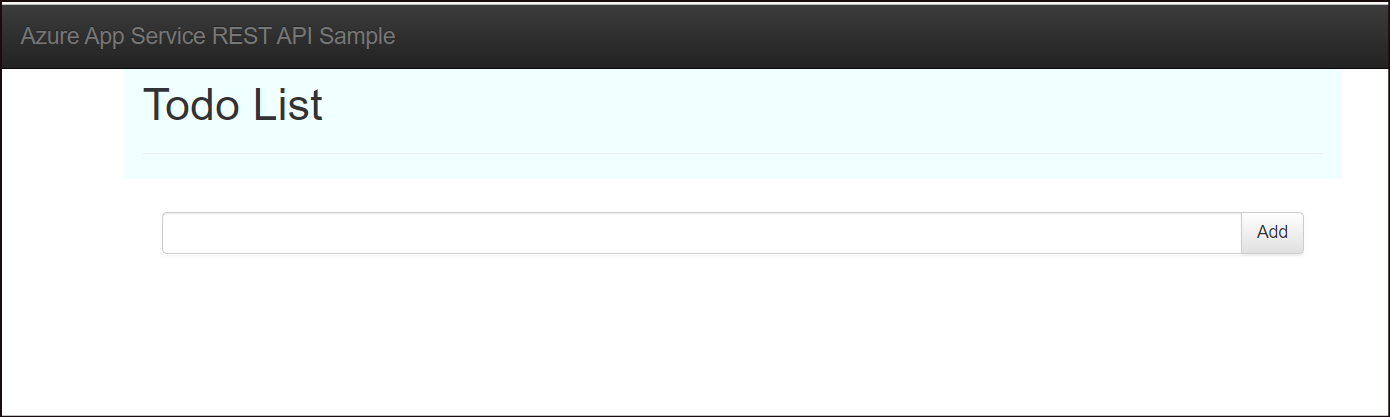 Azure App Service REST API Sample
Todo List
Add